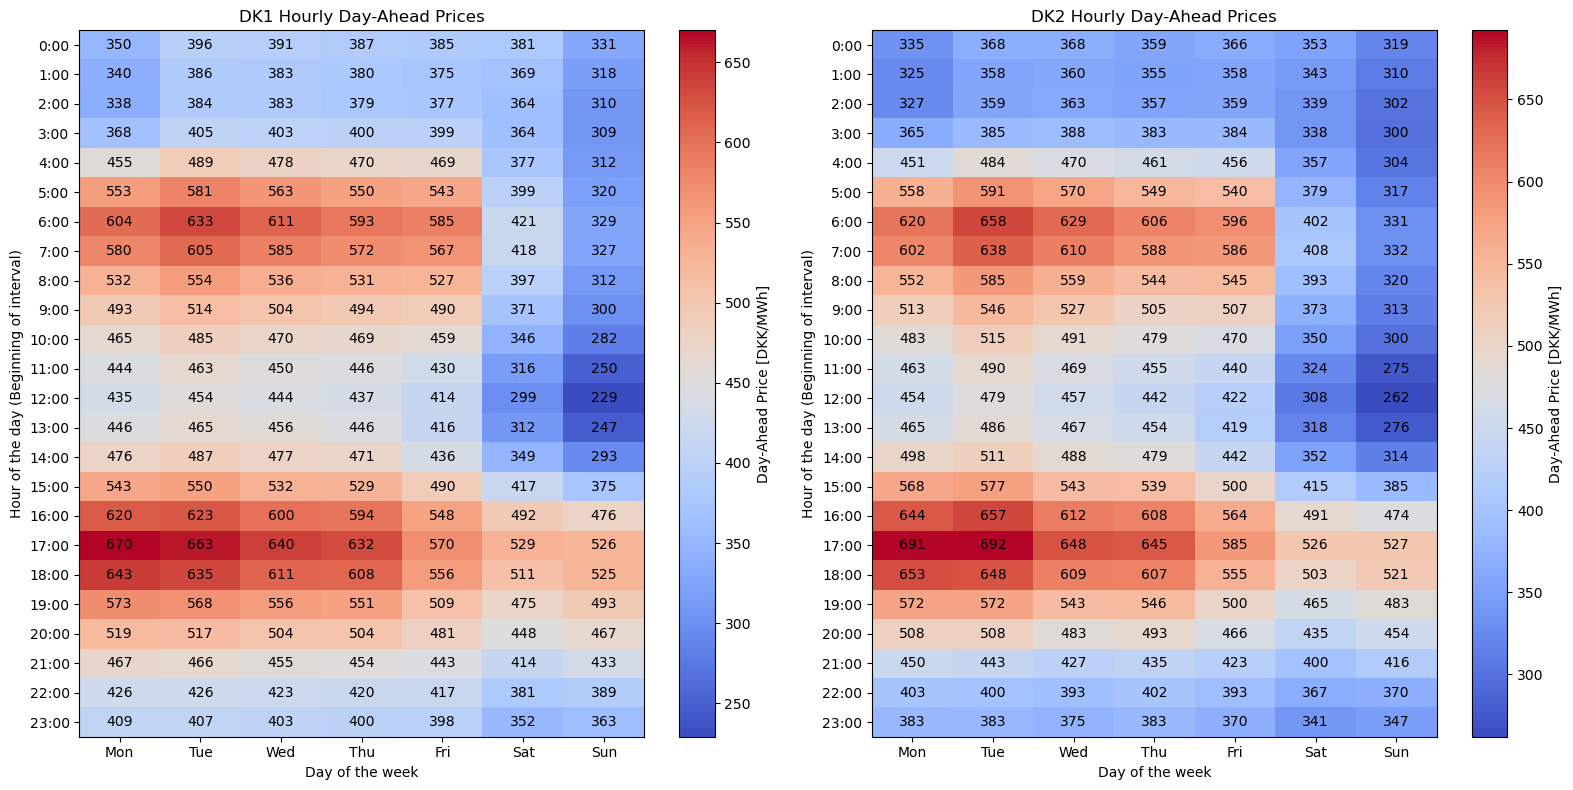 DK1 Hourly Day-Ahead Prices
0:00 350 396 391 387 385 381 331
1:00 340 386 383 380 375 369 318
2:00 338 384 383 379 377 364 310
3:00 368 405 403 400 399 364 309
4:00 455 489 478 470 469 377 312
5:00 553 581 563 550 543 399 320
6:00 604 633 611 593 585 421 329
7:00 580 605 585 572 567 418 327
8:00 532 554 536 531 527 397 312
9:00 493 514 504 494 490 371 300
10:00 465 485 470 469 459 346 282
11:00 444 463 450 446 430 316 250
12:00 435 454 444 437 414 299 229
13:00 446 465 456 446 416 312 247
14:00 476 487 477 471 436 349 293
15:00 543 550 532 529 490 417 375
16:00 620 623 600 594 548 492 476
17:00 670 663 640 632 570 529 526
18:00 643 635 611 608 556 511 525
19:00 573 568 556 551 509 475 493
20:00 519 517 504 504 481 448 467
21:00 467 466 455 454 443 414 433
22:00 426 426 423 420 417 381 389
23:00 409 407 403 400 398 352 363
Mon Tue Wed Thu Fri Sat Sun
Day of the week
Hour of the day (Beginning of interval)
650
600
550
500
450
400
350
300
250
Day-Ahead Price [DKK/MWh]
DK2 Hourly Day-Ahead Prices
0:00 335 368 368 359 366 353 319
1:00 325 358 360 355 358 343 310
2:00 327 359 363 357 359 339 302
3:00 365 385 388 383 384 338 300
4:00 451 484 470 461 456 357 304
5:00 558 591 570 549 540 379 317
6:00 620 658 629 606 596 402 331
7:00 602 638 610 588 586 408 332
8:00 552 585 559 544 545 393 320
9:00 513 546 527 505 507 373 313
10:00 483 515 491 479 470 350 300
11:00 463 490 469 455 440 324 275
12:00 454 479 457 442 422 308 262
13:00 465 486 467 454 419 318 276
14:00 498 511 488 479 442 352 314
15:00 568 577 543 539 500 415 385
16:00 644 657 612 608 564 491 474
17:00 691 692 648 645 585 526 527
18:00 653 648 609 607 555 503 521
19:00 572 572 543 546 500 465 483
20:00 508 508 483 493 466 435 454
21:00 450 443 427 435 423 400 416
22:00 403 400 393 402 393 367 370
23:00 383 383 375 383 370 341 347
Mon Tue Wed Thu Fri Sat Sun
Day of the week
Hour of the day (Beginning of interval)
650
600
550
500
450
400
350
300
Day-Ahead Price [DKK/MWh]